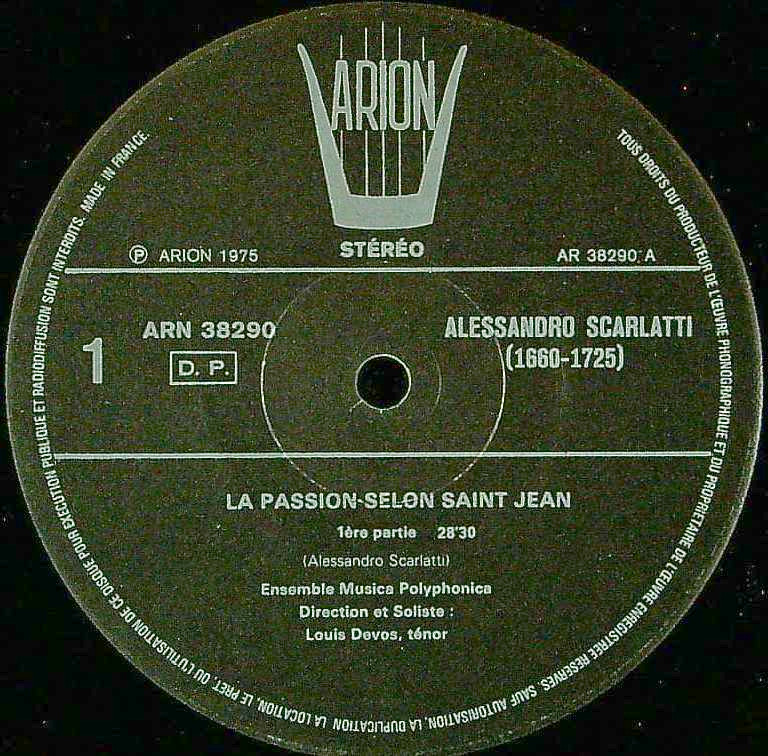 ARION
STÉRÉO
Ⓟ ARION 1975
AR 38290 A
1
ARN 38290
D. P.
ALESSANDRO SCARLATTI
(1660-1725)
LA PASSION SELON SAINT JEAN
1ère partie 28'30
(Alessandro Scarlatti)
Ensemble Musica Polyphonica
Direction et Soliste :
Louis Devos, ténor
TOUS DROITS DU PRODUCTEUR DE L'ŒUVRE PHONOGRAPHIQUE ET DU PROPRIETAIRE DE L'ŒUVRE ENREGISTREE RESERVES. SAUF AUTORISATION, LA DUPLICATION, LA LOCATION, LE PRET, OU L'UTILISATION DE CE DISQUE POUR EXECUTION PUBLIQUE ET RADIODIFFUSION SONT INTERDITS. MADE IN FRANCE.